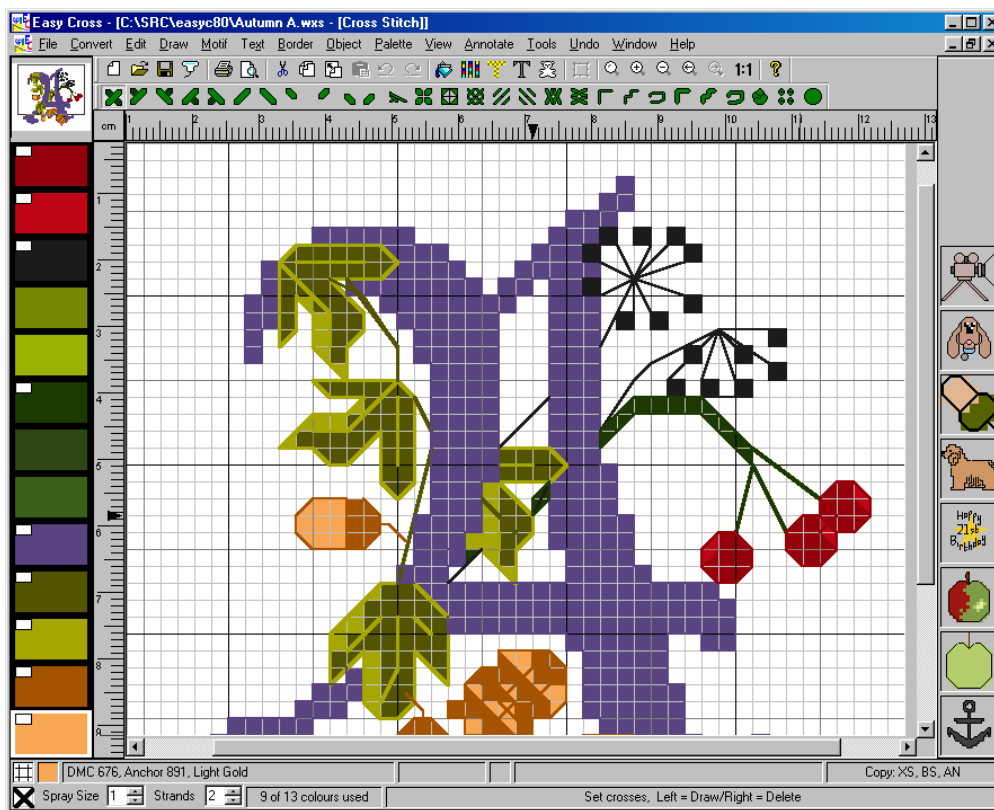 Easy Cross - [C:\SRC\easyc80\Autumn A.wxs - [Cross Stitch]]
File Convert Edit Draw Motif Text Border Object Palette View Annotate Tools Undo Window Help
1:1 ?
cm 1 2 3 4 5 6 7 8 9 10 11 12 13
1
2
3
4
5
6
7
8
9
Happy
21st
Birthday
DMC 676, Anchor 891, Light Gold Copy: XS, BS, AN
Spray Size 1 Strands 2 9 of 13 colours used Set crosses, Left = Draw/Right = Delete